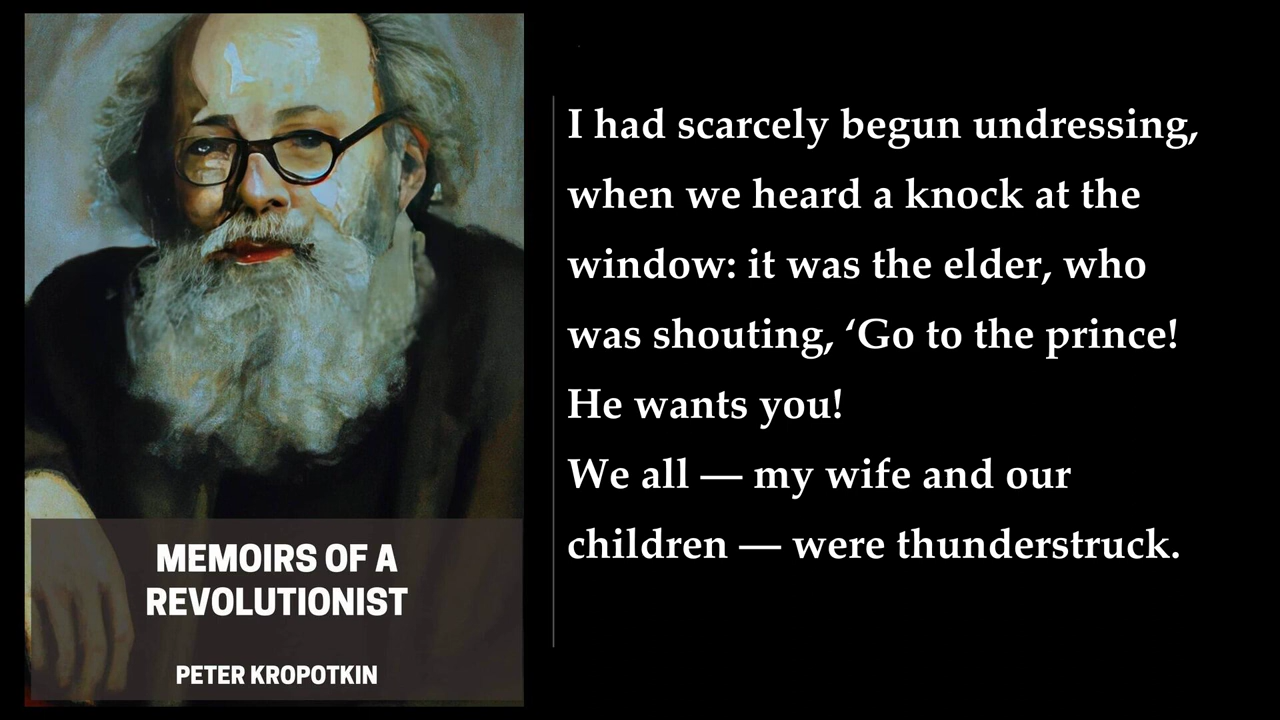 MEMOIRS OF A
REVOLUTIONIST
PETER KROPOTKIN
I had scarcely begun undressing,
when we heard a knock at the
window: it was the elder, who
was shouting, ‘Go to the prince!
He wants you!
We all — my wife and our
children — were thunderstruck.